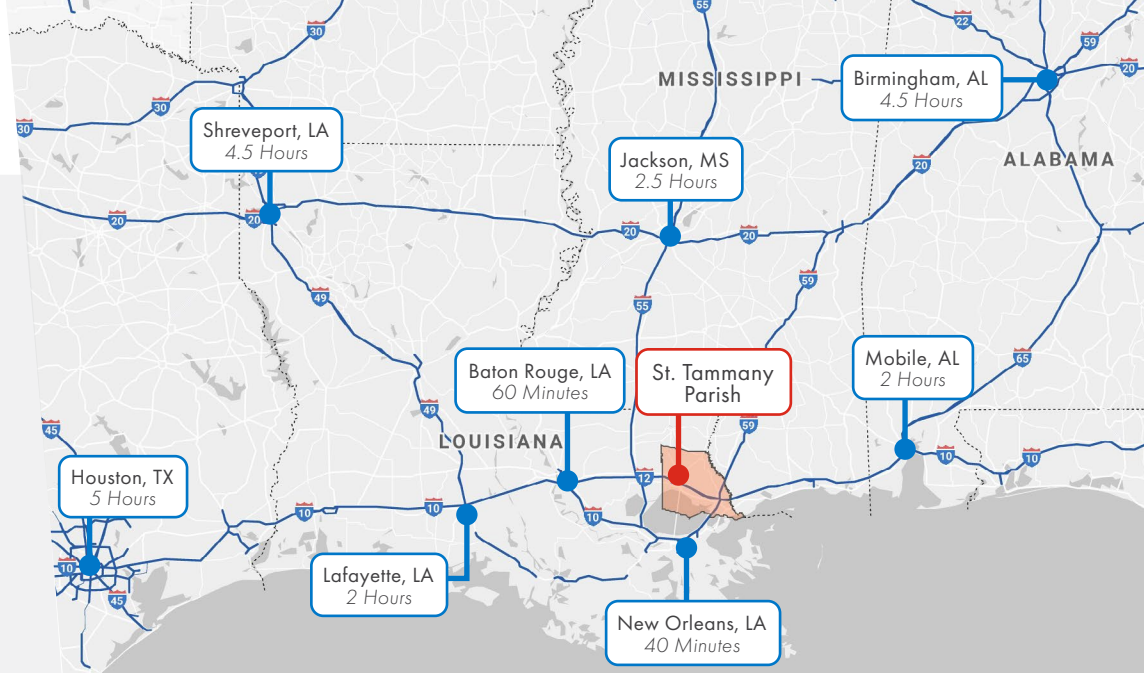 55
22
59
30
20
MISSISSIPPI
Birmingham, AL
4.5 Hours
30
30
Shreveport, LA
4.5 Hours
Jackson, MS
2.5 Hours
ALABAMA
20
20
20
20
20
59
49
55
Baton Rouge, LA
60 Minutes
St. Tammany
Parish
Mobile, AL
2 Hours
65
49
45
59
LOUISIANA
10
10
Houston, TX
5 Hours
12
10
10
10
10
45
Lafayette, LA
2 Hours
New Orleans, LA
40 Minutes